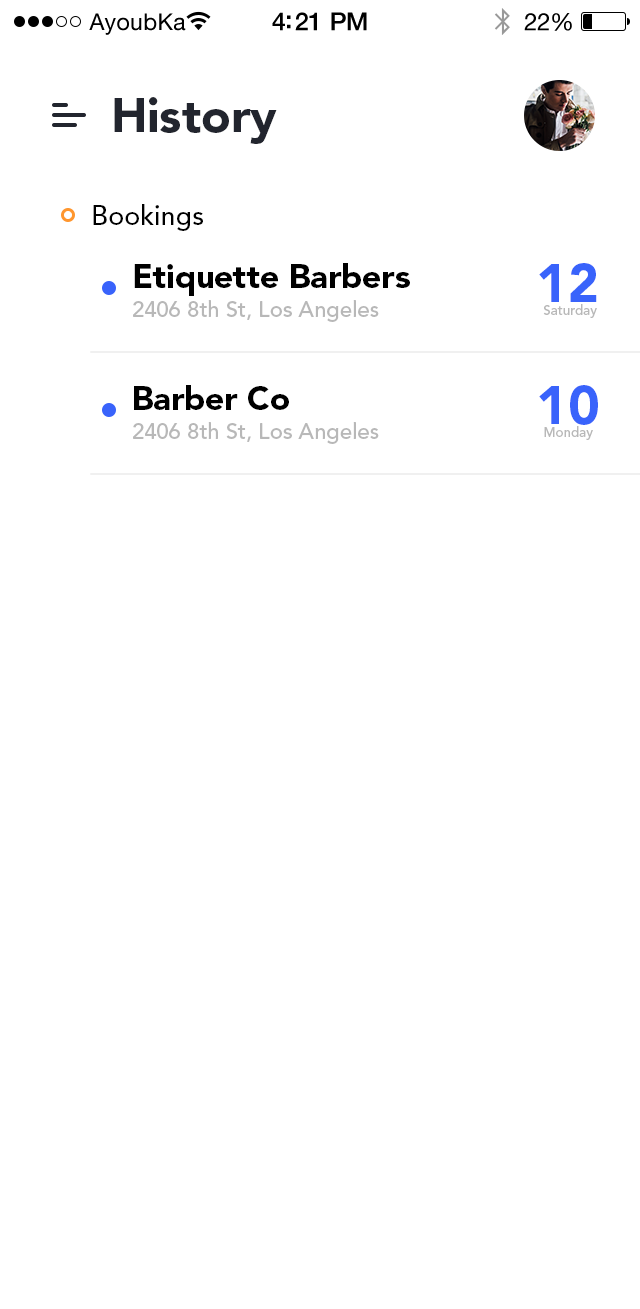 AyoubKa 4:21 PM 22%
History
Bookings
Etiquette Barbers 12
2406 8th St, Los Angeles Saturday
Barber Co 10
2406 8th St, Los Angeles Monday